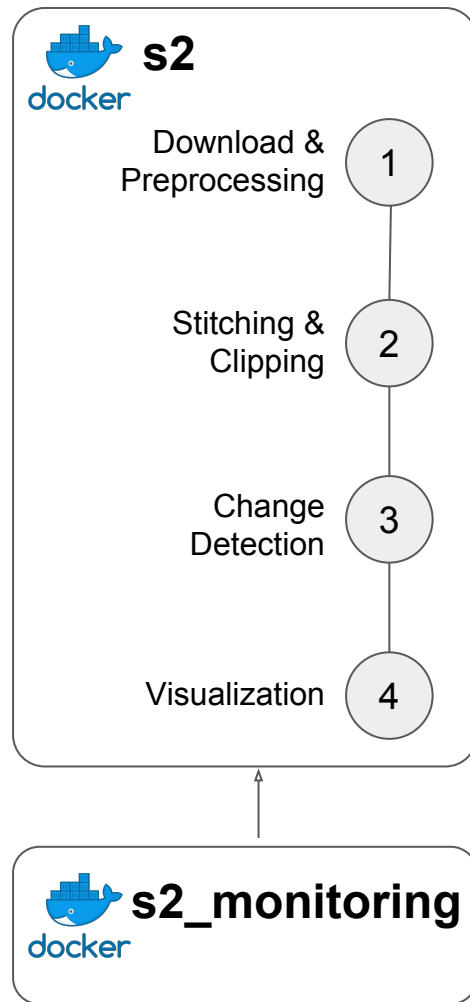 docker
s2
Download &
Preprocessing
1
Stitching &
Clipping
2
Change
Detection
3
Visualization
4
docker
s2_monitoring